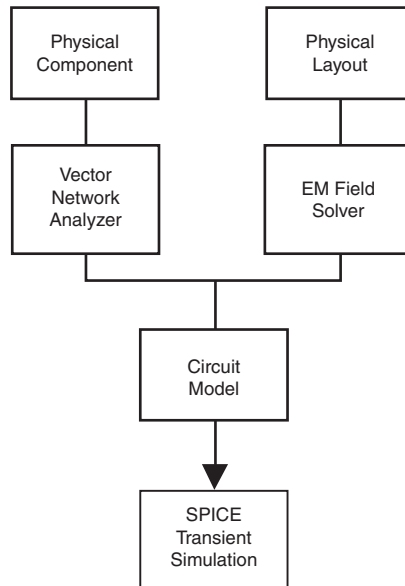 Physical
Component
Physical
Layout
Vector
Network
Analyzer
EM Field
Solver
Circuit
Model
SPICE
Transient
Simulation